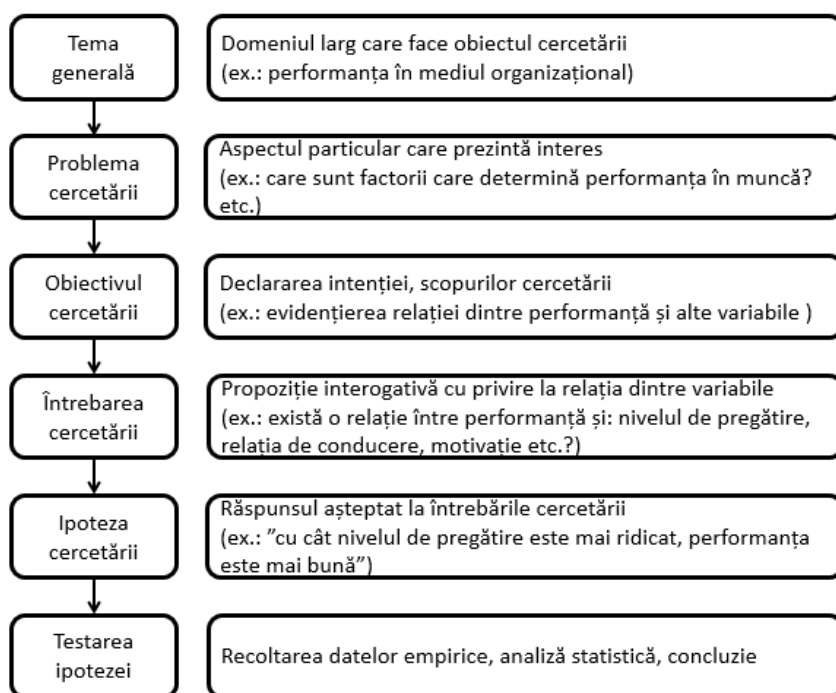 Tema
generală
Domeniul larg care face obiectul cercetării
(ex.: performanța în mediul organizațional)
Problema
cercetării
Aspectul particular care prezintă interes
(ex.: care sunt factorii care determină performanța în muncă?
etc.)
Obiectivul
cercetării
Declararea intenției, scopurilor cercetării
(ex.: evidențierea relației dintre performanță și alte variabile )
Întrebarea
cercetării
Propoziție interogativă cu privire la relația dintre variabile
(ex.: există o relație între performanță și: nivelul de pregătire,
relația de conducere, motivație etc.?)
Ipoteza
cercetării
Răspunsul așteptat la întrebările cercetării
(ex.: ”cu cât nivelul de pregătire este mai ridicat, performanța
este mai bună”)
Testarea
ipotezei
Recoltarea datelor empirice, analiză statistică, concluzie